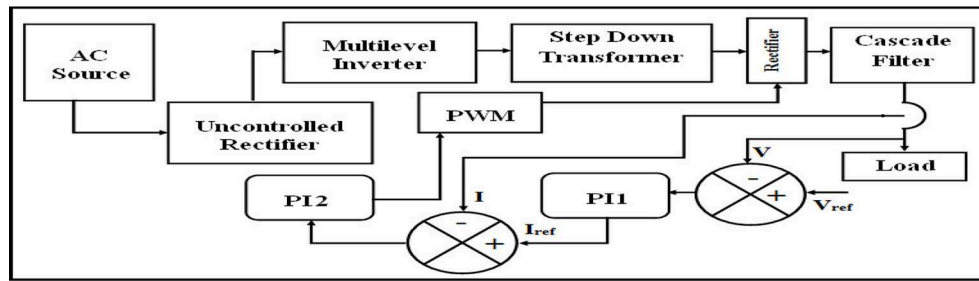 AC
Source
Uncontrolled
Rectifier
Multilevel
Inverter
Step Down
Transformer
Rectifier
Cascade
Filter
PWM
Load
V
-
+
Vref
PI1
Iref
I
-
+
PI2